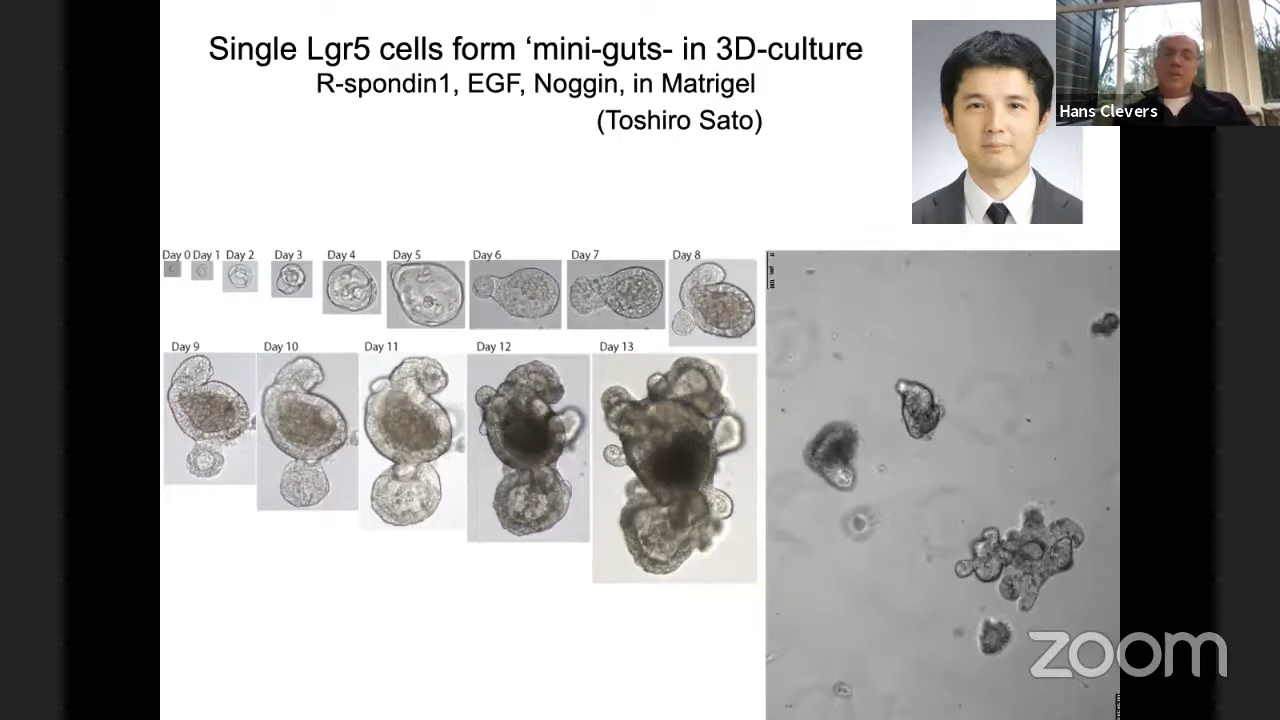 Single Lgr5 cells form ‘mini-guts- in 3D-culture
R-spondin1, EGF, Noggin, in Matrigel
(Toshiro Sato)
Hans Clevers
Day 0 Day 1 Day 2 Day 3 Day 4 Day 5 Day 6 Day 7 Day 8
Day 9 Day 10 Day 11 Day 12 Day 13
zoom